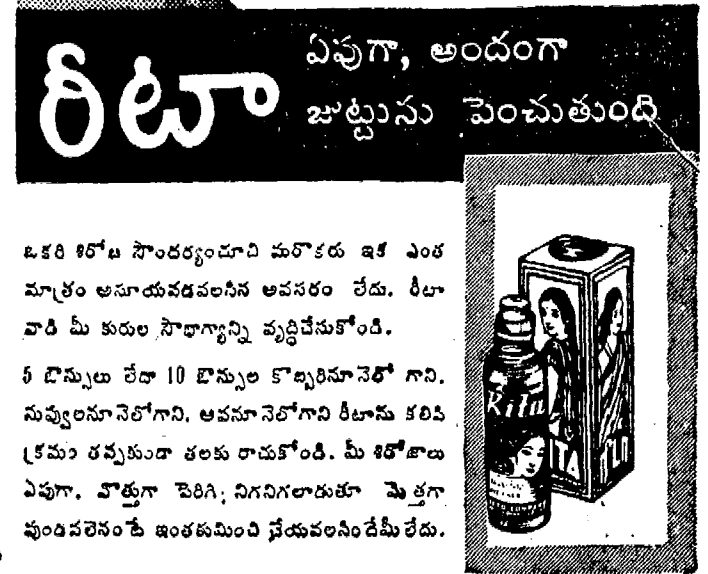 రీటా
ఏపుగా, అందంగా
జుట్టును పెంచుతుంది
ఒకరి శిరోజ సౌందర్యంచూచి మరొకరు ఇక ఎంత
మాత్రం అసూయపడవలసిన అవసరం లేదు. రీటా
వాడి మీ కురుల సౌభాగ్యాన్ని వృద్ధిచేసుకోండి.
5 ఔన్సులు లేదా 10 ఔన్సుల కొబ్బరినూనెలో గాని,
నువ్వులనూనెలోగాని, ఆవనూనెలోగాని రీటాను కలిపి
క్రమం తప్పకుండా తలకు రాచుకోండి. మీ శిరోజాలు
ఏపుగా, వొత్తుగా పెరిగి; నిగనిగలాడుతూ మెత్తగా
వుండవలెనంటే ఇంతకుమించి చేయవలసిందేమీలేదు.
Rita